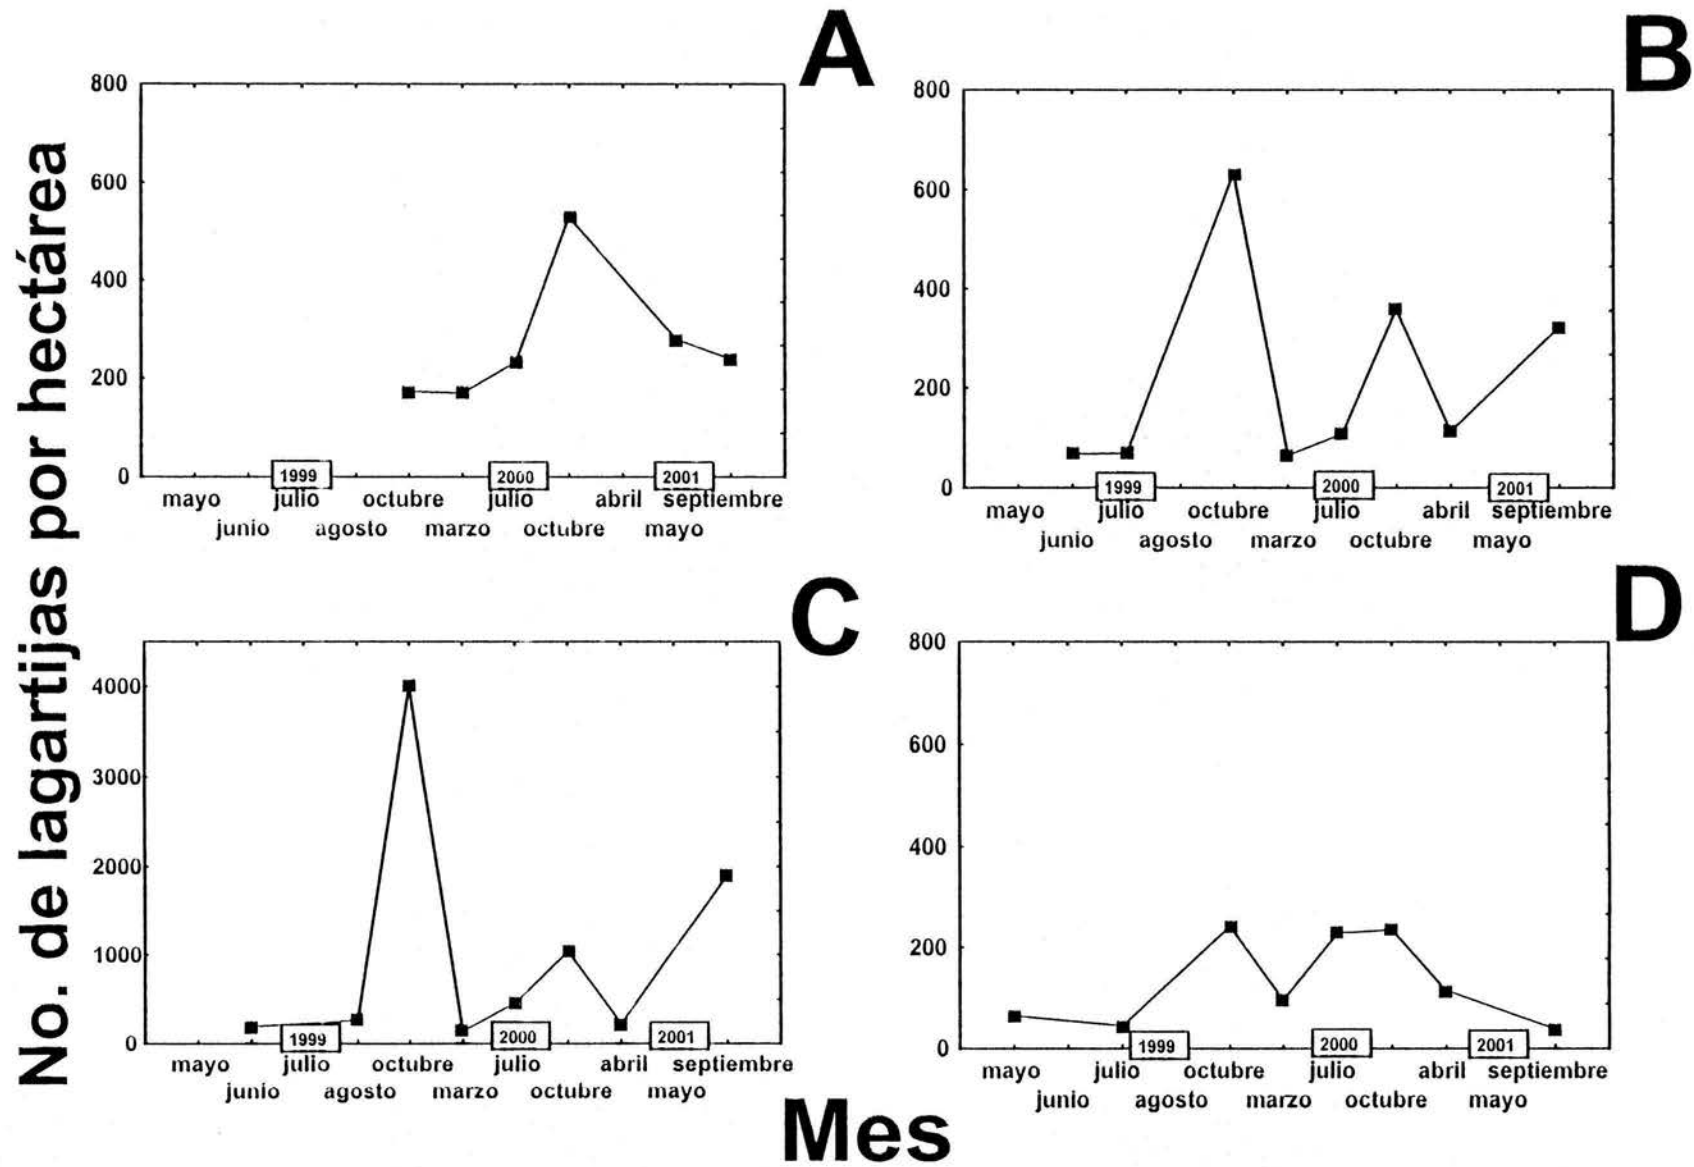 No. de lagartijas por hectárea
A
800
600
400
200
0
1999
2000
2001
mayo julio octubre julio abril septiembre
junio agosto marzo octubre mayo
B
800
600
400
200
0
1999
2000
2001
mayo julio octubre julio abril septiembre
junio agosto marzo octubre mayo
C
4000
3000
2000
1000
0
1999
2000
2001
mayo julio octubre julio abril septiembre
junio agosto marzo octubre mayo
D
800
600
400
200
0
1999
2000
2001
mayo julio octubre julio abril septiembre
junio agosto marzo octubre mayo
Mes